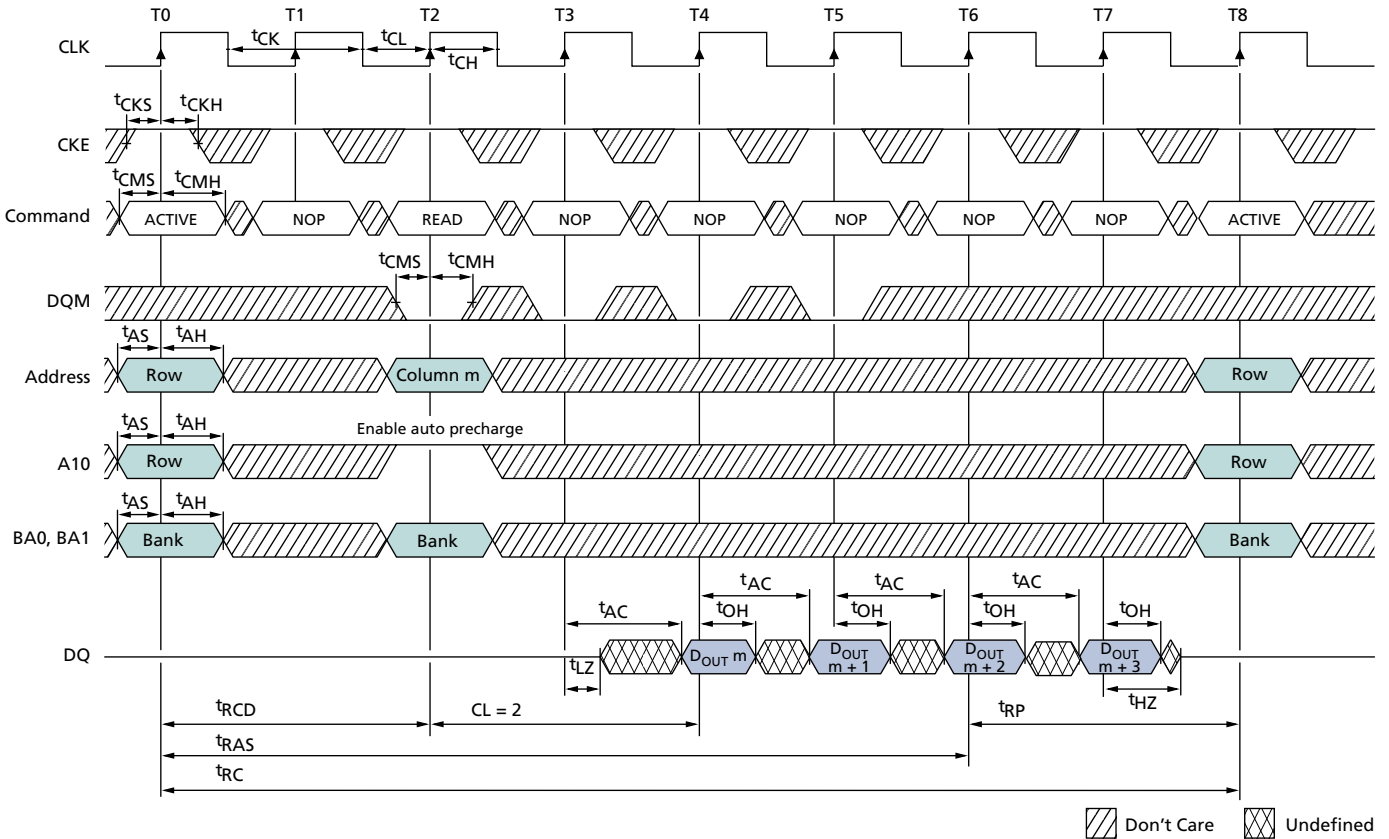 T0 T1 T2 T3 T4 T5 T6 T7 T8
CLK tCK tCL tCH
tCKS tCKH
CKE
tCMS tCMH
Command ACTIVE NOP READ NOP NOP NOP NOP NOP ACTIVE
tCMS tCMH
DQM
tAS tAH
Address Row Column m Row
tAS tAH Enable auto precharge
A10 Row Row
tAS tAH
BA0, BA1 Bank Bank Bank
tAC tAC tAC
tAC tOH tOH tOH tOH
DQ DOUT m DOUT m + 1 DOUT m + 2 DOUT m + 3
tLZ tHZ
tRCD CL = 2 tRP
tRAS
tRC
Don't Care Undefined